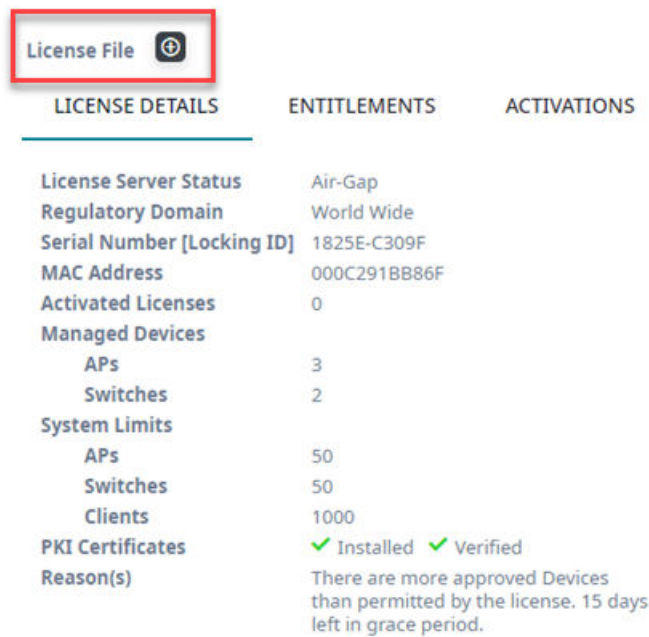 License File
LICENSE DETAILS ENTITLEMENTS ACTIVATIONS
License Server Status Air-Gap
Regulatory Domain World Wide
Serial Number [Locking ID] 1825E-C309F
MAC Address 000C291BB86F
Activated Licenses 0
Managed Devices
APs 3
Switches 2
System Limits
APs 50
Switches 50
Clients 1000
PKI Certificates Installed Verified
Reason(s) There are more approved Devices
than permitted by the license. 15 days
left in grace period.